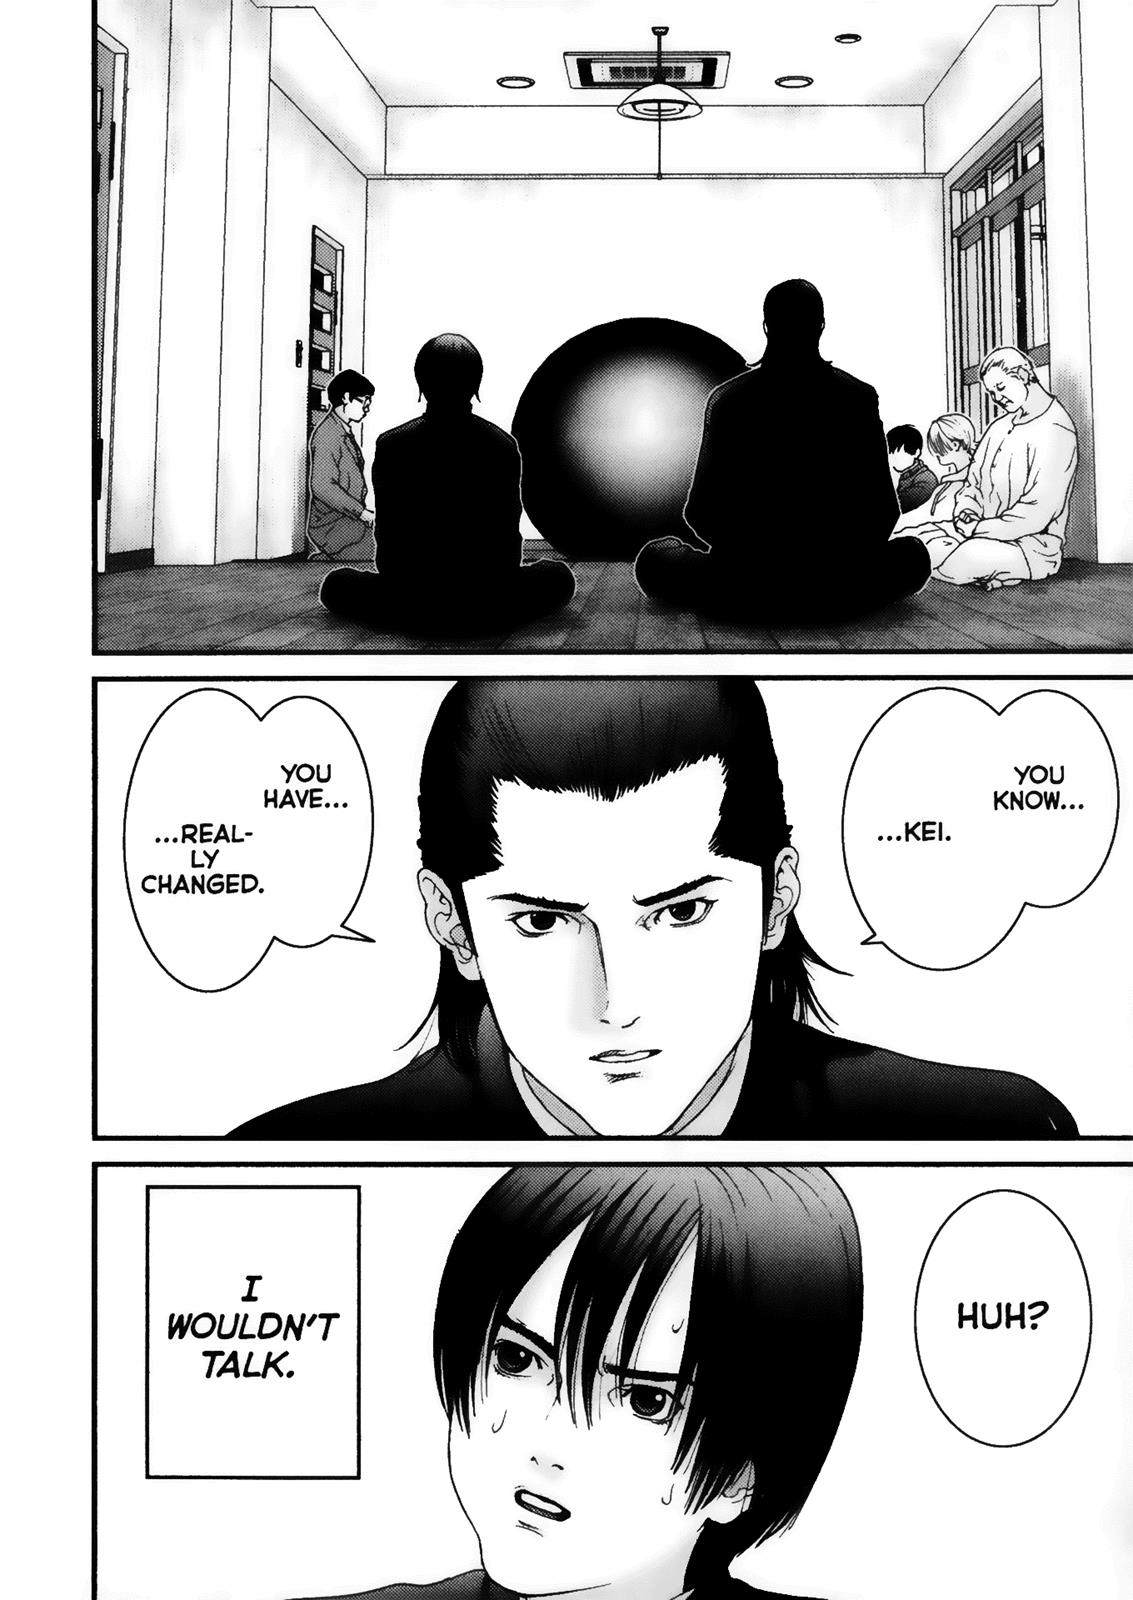 YOU
KNOW...
...KEI.
YOU
HAVE...
...REAL-
LY
CHANGED.
HUH?
I
WOULDN'T
TALK.